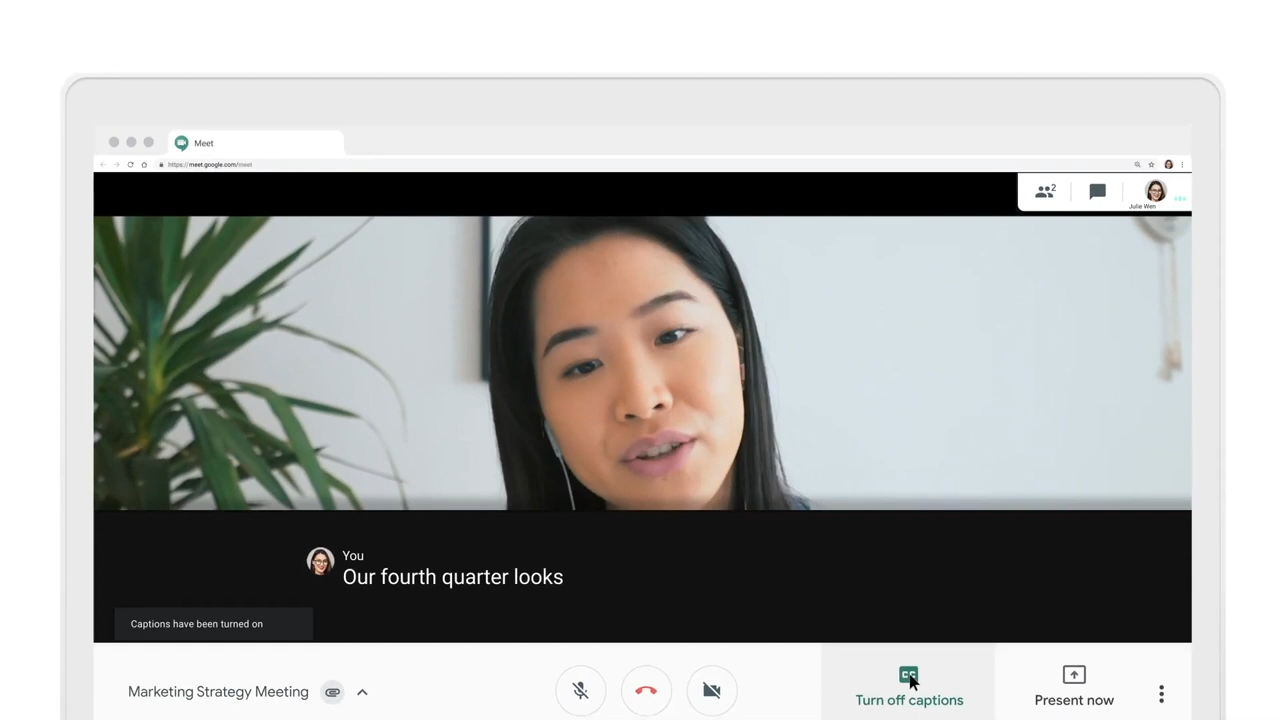 Meet
https://meet.google.com/meet
2
Julie Wen
You
Our fourth quarter looks
Captions have been turned on
Marketing Strategy Meeting
CC
Turn off captions
Present now